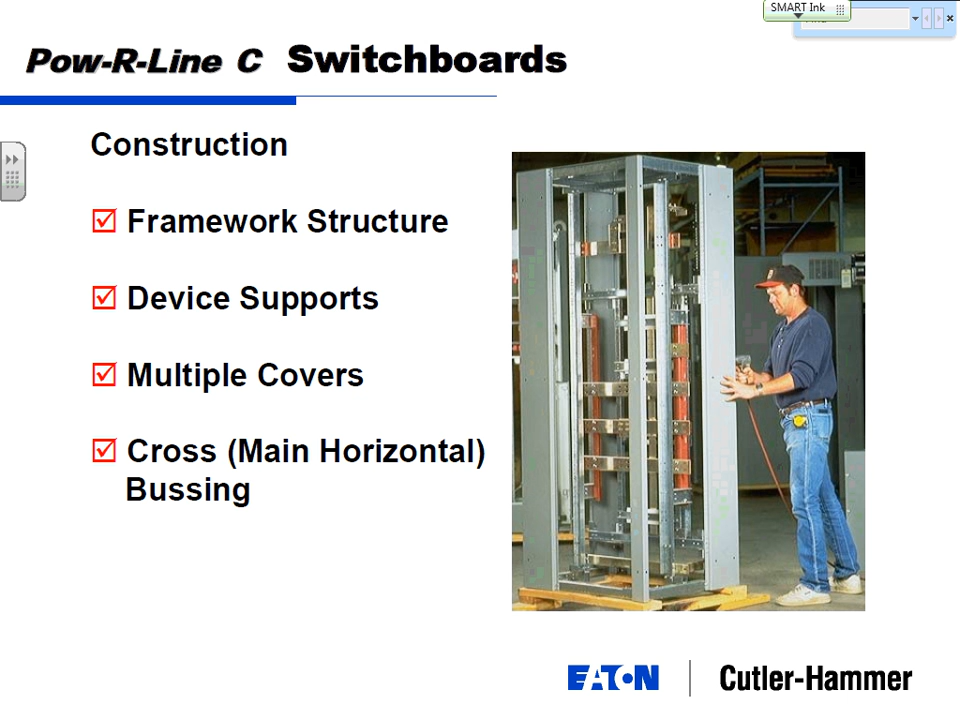 SMART Ink
Pow-R-Line C Switchboards
Construction
Framework Structure
Device Supports
Multiple Covers
Cross (Main Horizontal)
Bussing
EATON
Cutler-Hammer